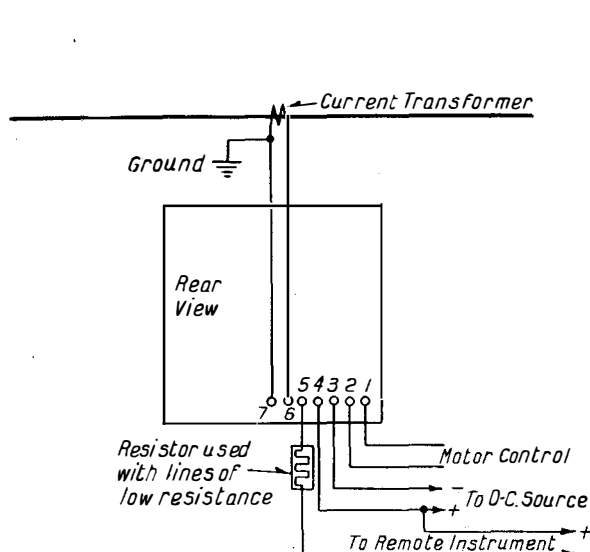 Current Transformer
Ground
Rear
View
5 4 3 2 1
7 6
Resistor used
with lines of
low resistance
Motor Control
- To D-C. Source
+
+
To Remote Instrument